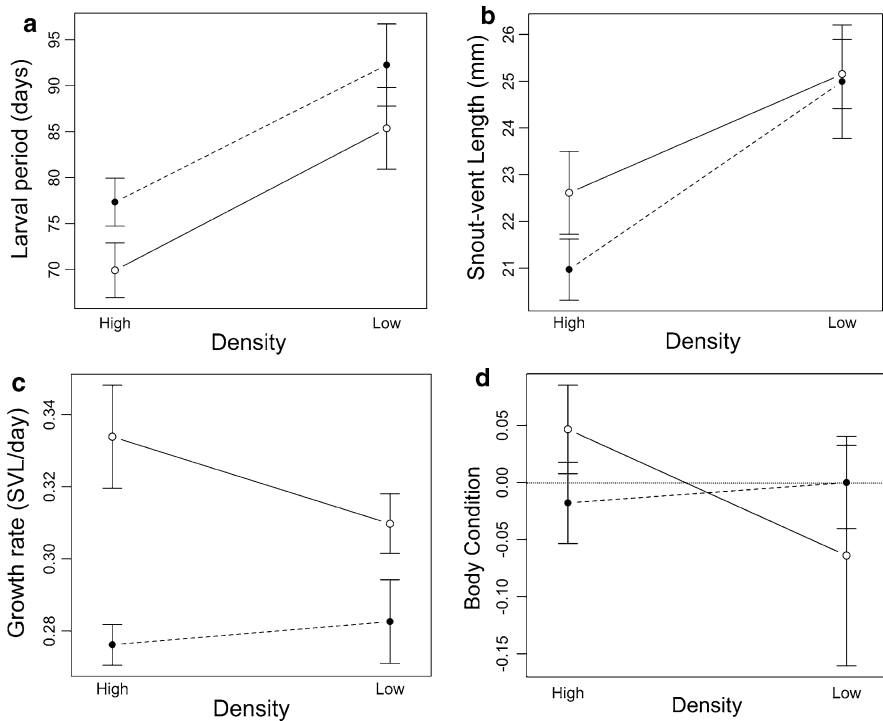 a
Larval period (days)
95
90
85
80
75
70
High
Low
Density
b
Snout-vent Length (mm)
26
25
24
23
22
21
High
Low
Density
c
Growth rate (SVL/day)
0.34
0.32
0.30
0.28
High
Low
Density
d
Body Condition
0.05
0.00
-0.05
-0.10
-0.15
High
Low
Density